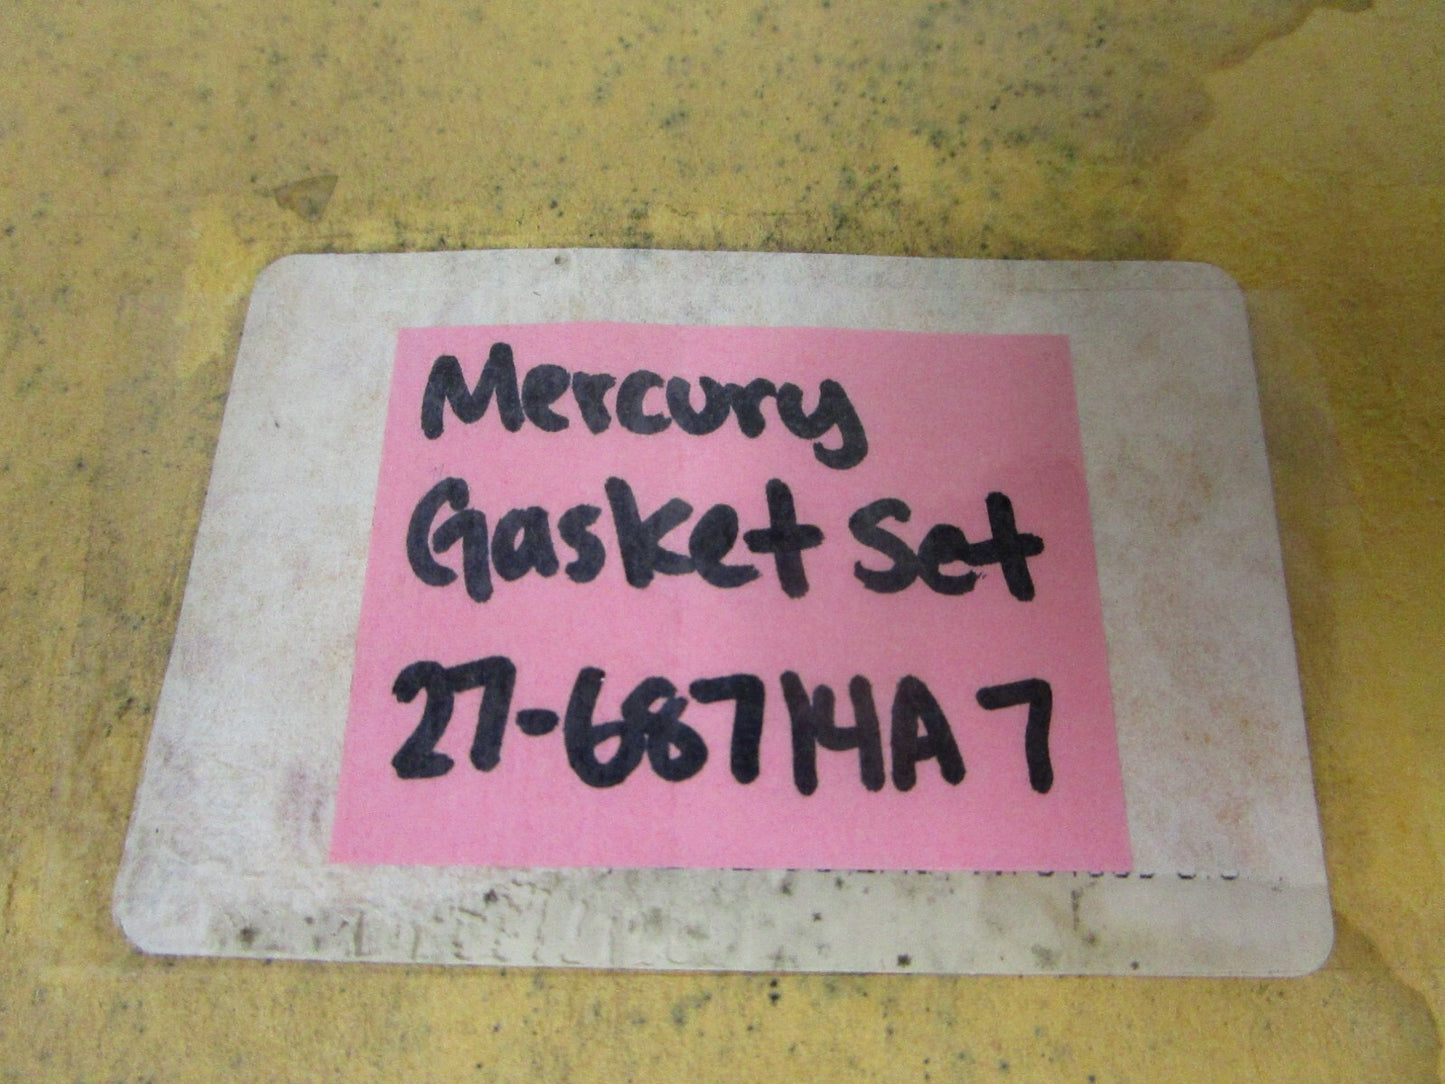 Mercury
Gasket Set
27-68714A 7